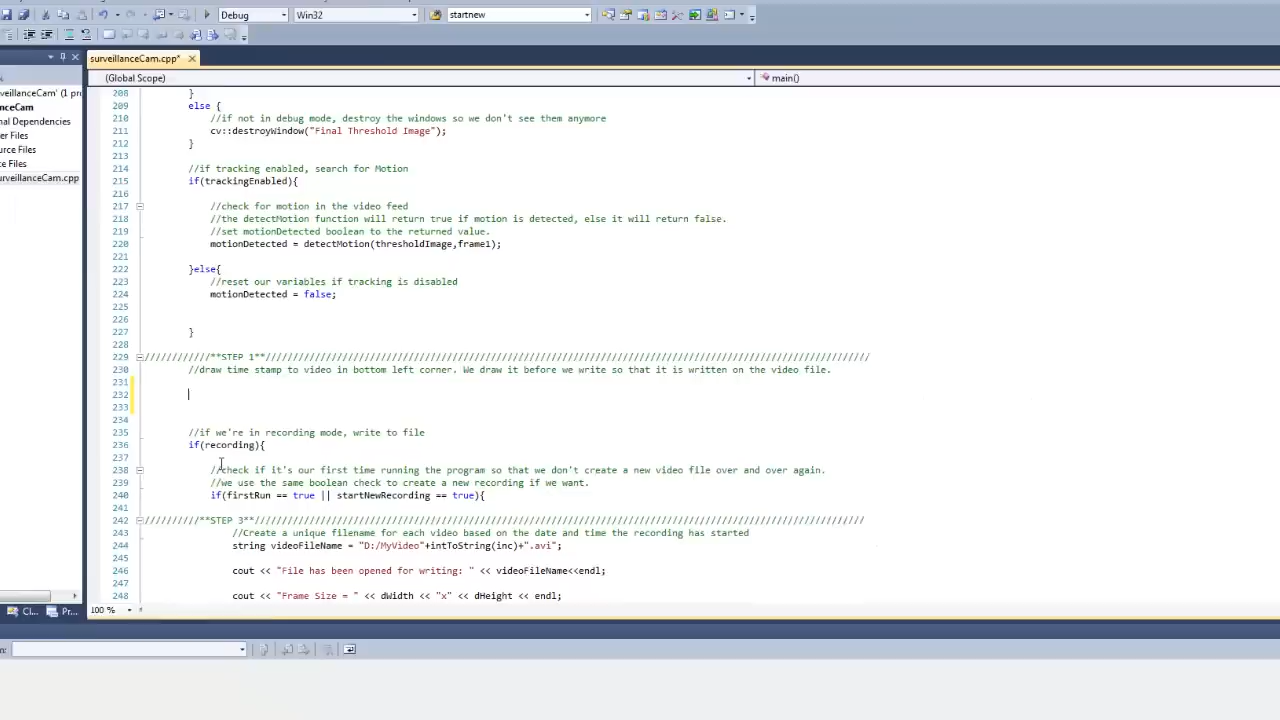 Debug Win32 startnew
surveillanceCam.cpp*
(Global Scope) main()
veillanceCam' (1 pro
nceCam
nal Dependencies
er Files
rce Files
ce Files
urveillanceCam.cpp
208 }
209 else {
210 //if not in debug mode, destroy the windows so we don't see them anymore
211 cv::destroyWindow("Final Threshold Image");
212 }
213
214 //if tracking enabled, search for Motion
215 if(trackingEnabled){
216
217 //check for motion in the video feed
218 //the detectMotion function will return true if motion is detected, else it will return false.
219 //set motionDetected boolean to the returned value.
220 motionDetected = detectMotion(thresholdImage,frame1);
221
222 }else{
223 //reset our variables if tracking is disabled
224 motionDetected = false;
225
226
227 }
228
229 ////////////**STEP 1**///////////////////////////////////////////////////////////////////////////////////////////////////////////////
230 //draw time stamp to video in bottom left corner. We draw it before we write so that it is written on the video file.
231
232
233
234
235 //if we're in recording mode, write to file
236 if(recording){
237
238 //check if it's our first time running the program so that we don't create a new video file over and over again.
239 //we use the same boolean check to create a new recording if we want.
240 if(firstRun == true || startNewRecording == true){
241
242 //////////**STEP 3**///////////////////////////////////////////////////////////////////////////////////////////////////////////////
243 //Create a unique filename for each video based on the date and time the recording has started
244 string videoFileName = "D:/MyVideo"+intToString(inc)+".avi";
245
246 cout << "File has been opened for writing: " << videoFileName<<endl;
247
248 cout << "Frame Size = " << dWidth << "x" << dHeight << endl;
100 %
Cl... Pr...
m: